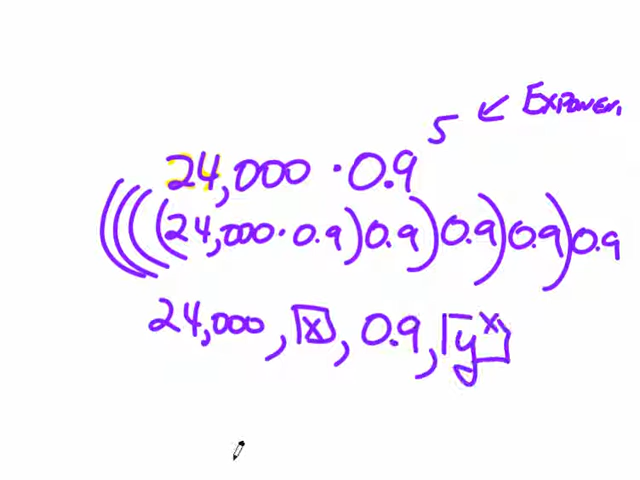 ← Exponen
24,000 · 0.9^5
((((24,000 · 0.9)0.9)0.9)0.9)0.9
24,000, [x], 0.9, [y^x]